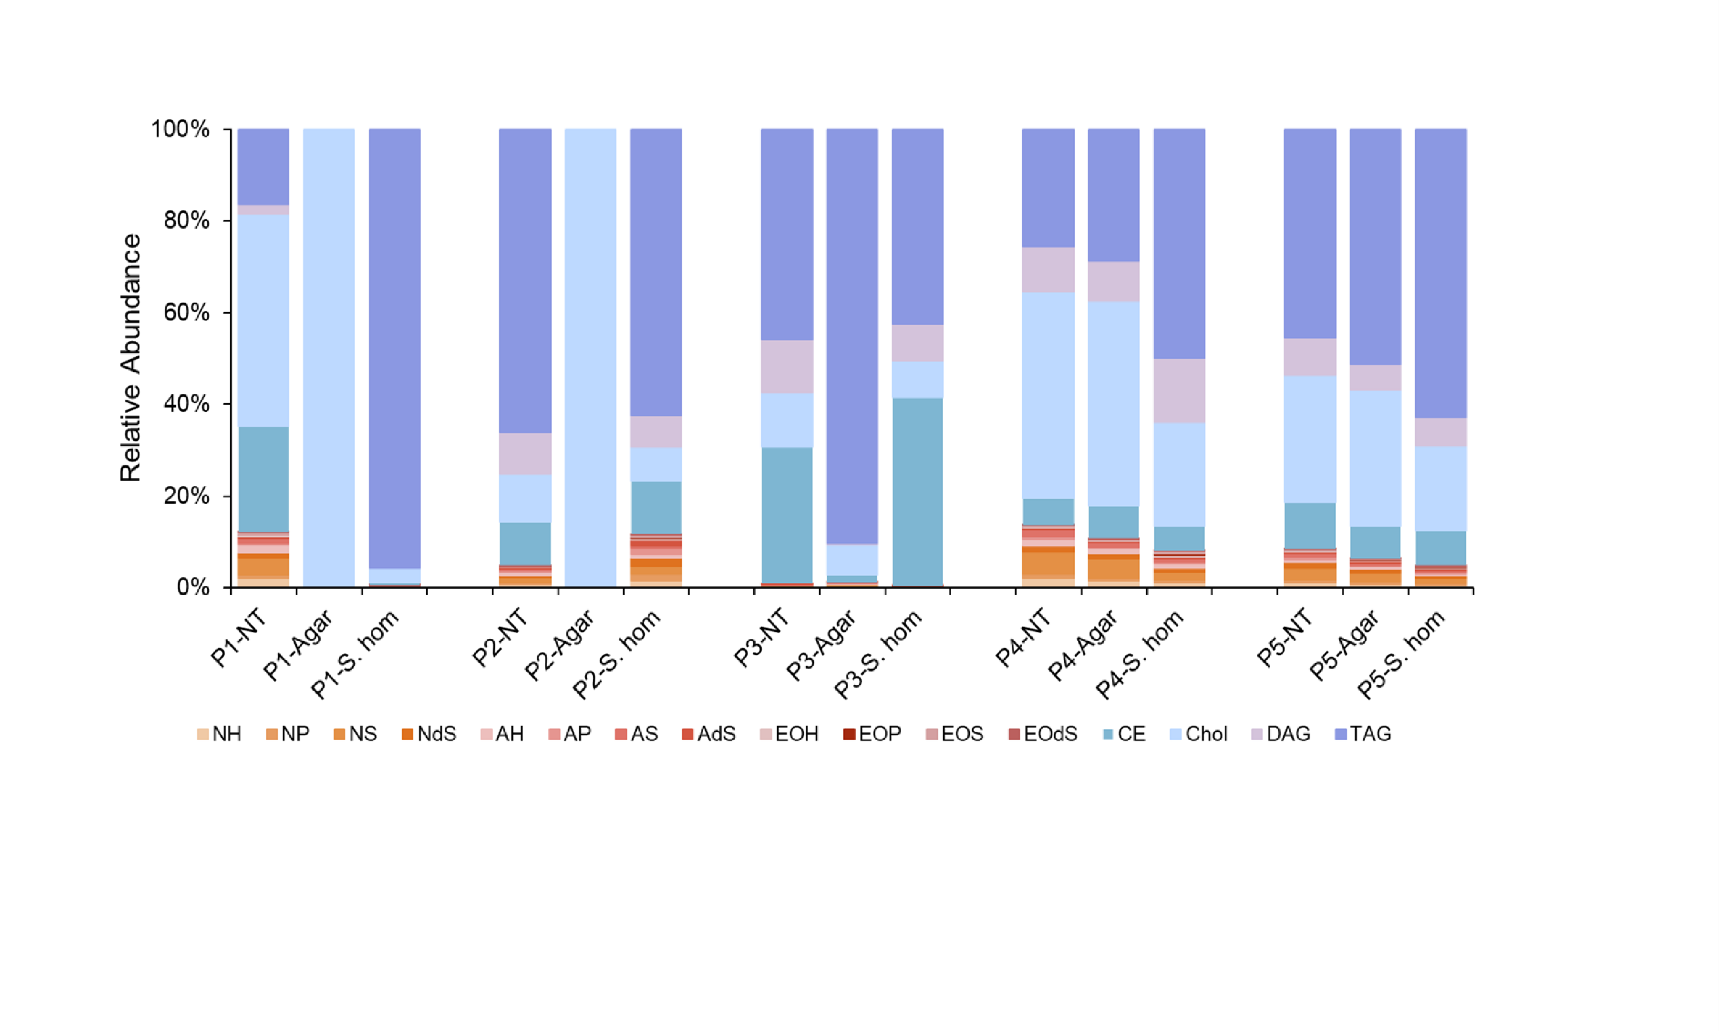 100%
80%
60%
40%
20%
0%
Relative Abundance
P1-NT
P1-Agar
P1-S. hom
P2-NT
P2-Agar
P2-S. hom
P3-NT
P3-Agar
P3-S. hom
P4-NT
P4-Agar
P4-S. hom
P5-NT
P5-Agar
P5-S. hom
NH NP NS NdS AH AP AS AdS EOH EOP EOS EOdS CE Chol DAG TAG